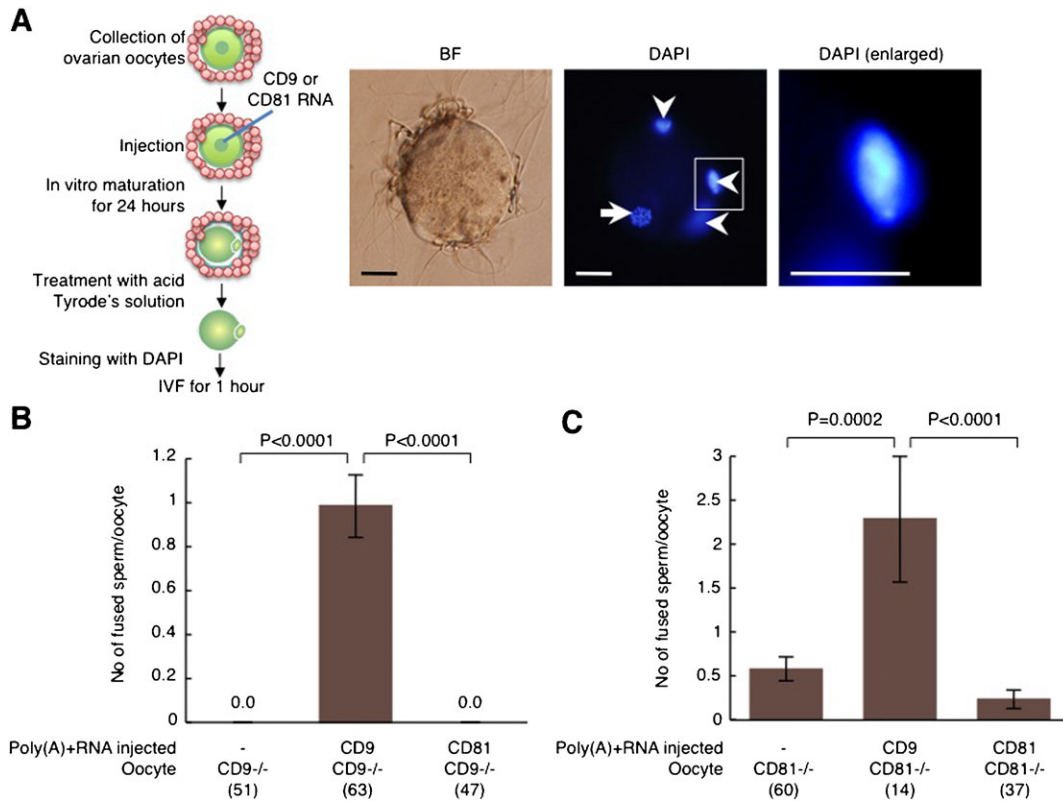 A
Collection of
ovarian oocytes
CD9 or
CD81 RNA
Injection
In vitro maturation
for 24 hours
Treatment with acid
Tyrode's solution
Staining with DAPI
IVF for 1 hour
BF
DAPI
DAPI (enlarged)
B
P<0.0001
P<0.0001
No of fused sperm/oocyte
1.2
1
0.8
0.6
0.4
0.2
0
0.0
0.0
Poly(A)+RNA injected - CD9 CD81
Oocyte CD9-/- CD9-/- CD9-/-
(51) (63) (47)
C
P=0.0002
P<0.0001
No of fused sperm/oocyte
3
2.5
2
1.5
1
0.5
0
Poly(A)+RNA injected - CD9 CD81
Oocyte CD81-/- CD81-/- CD81-/-
(60) (14) (37)